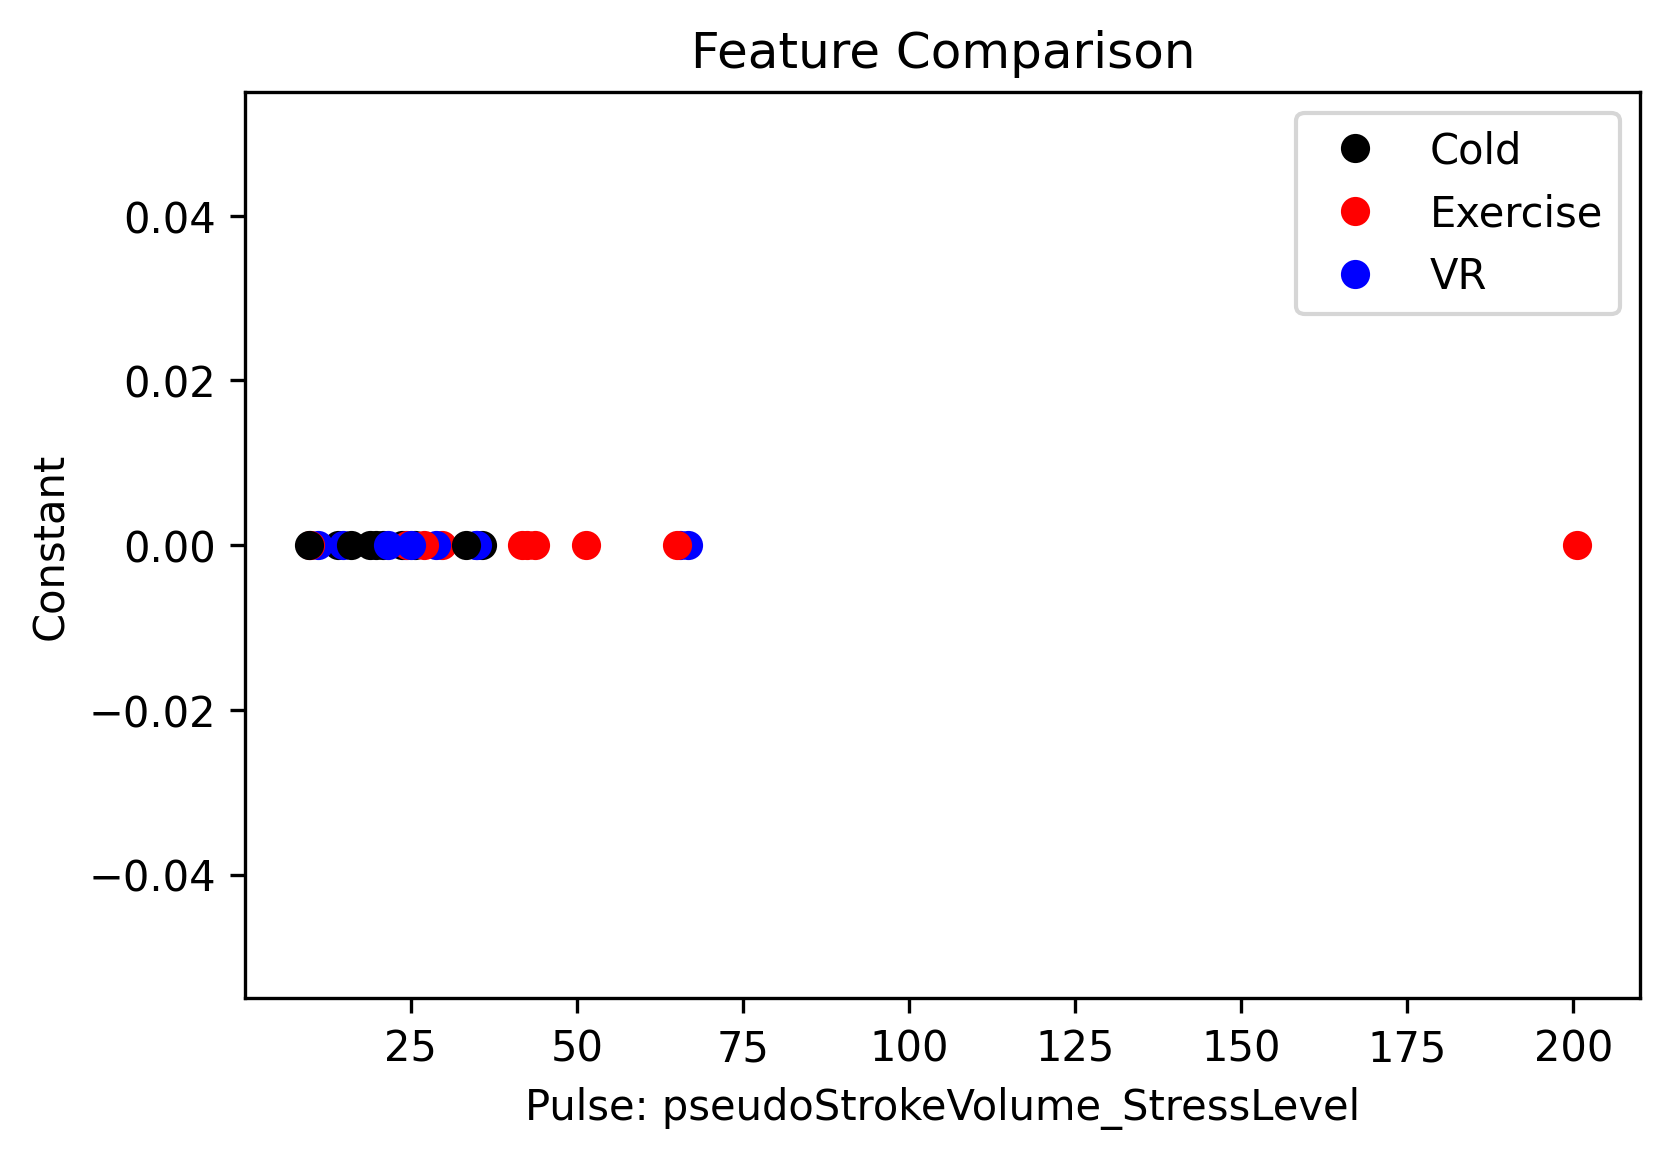 Feature Comparison
Cold
Exercise
VR
0.04
0.02
0.00
−0.02
−0.04
Constant
25 50 75 100 125 150 175 200
Pulse: pseudoStrokeVolume_StressLevel